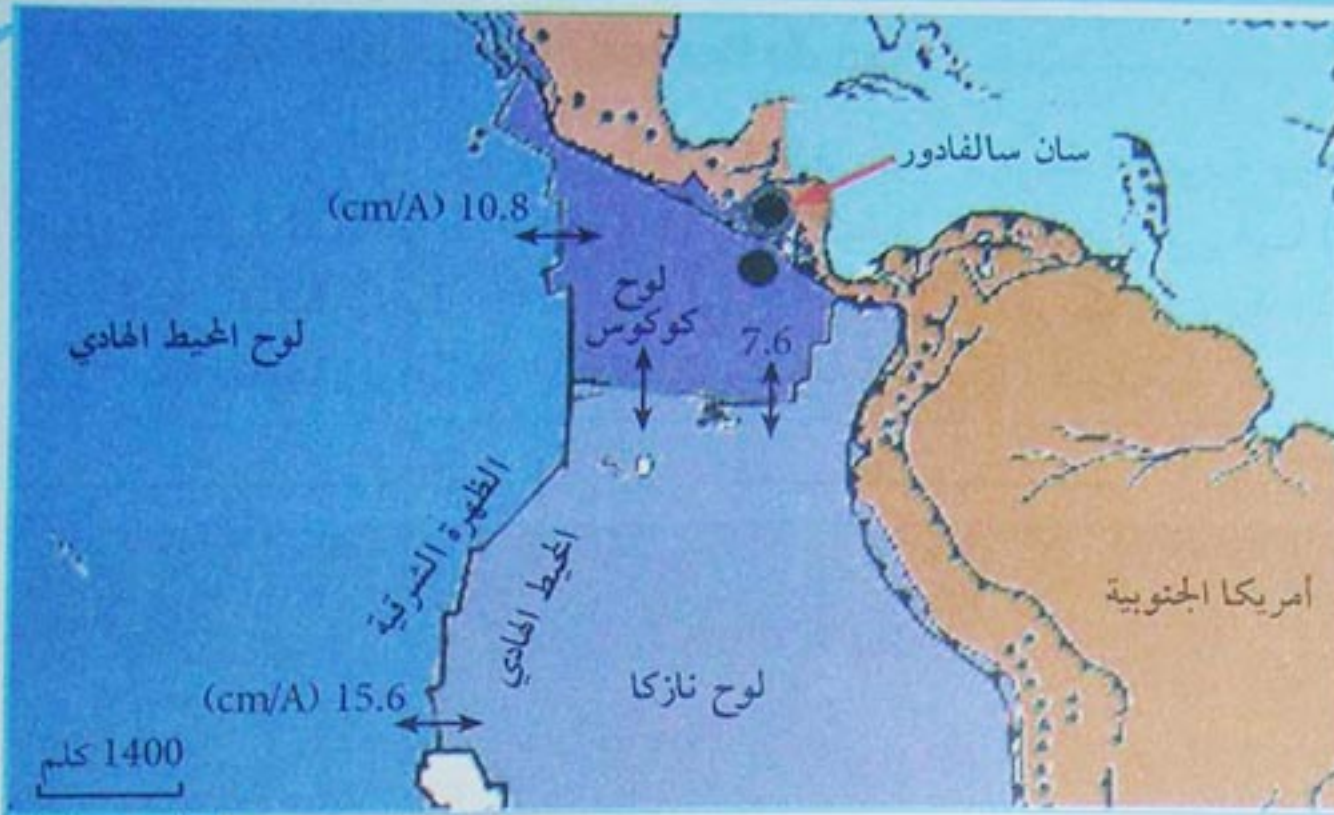 سان سالفادور
10.8 (cm/A)
لوح
كوكوس
7.6
لوح المحيط الهادي
الظهرة الشرقية
المحيط الهادي
أمريكا الجنوبية
لوح نازكا
15.6 (cm/A)
1400 كلم